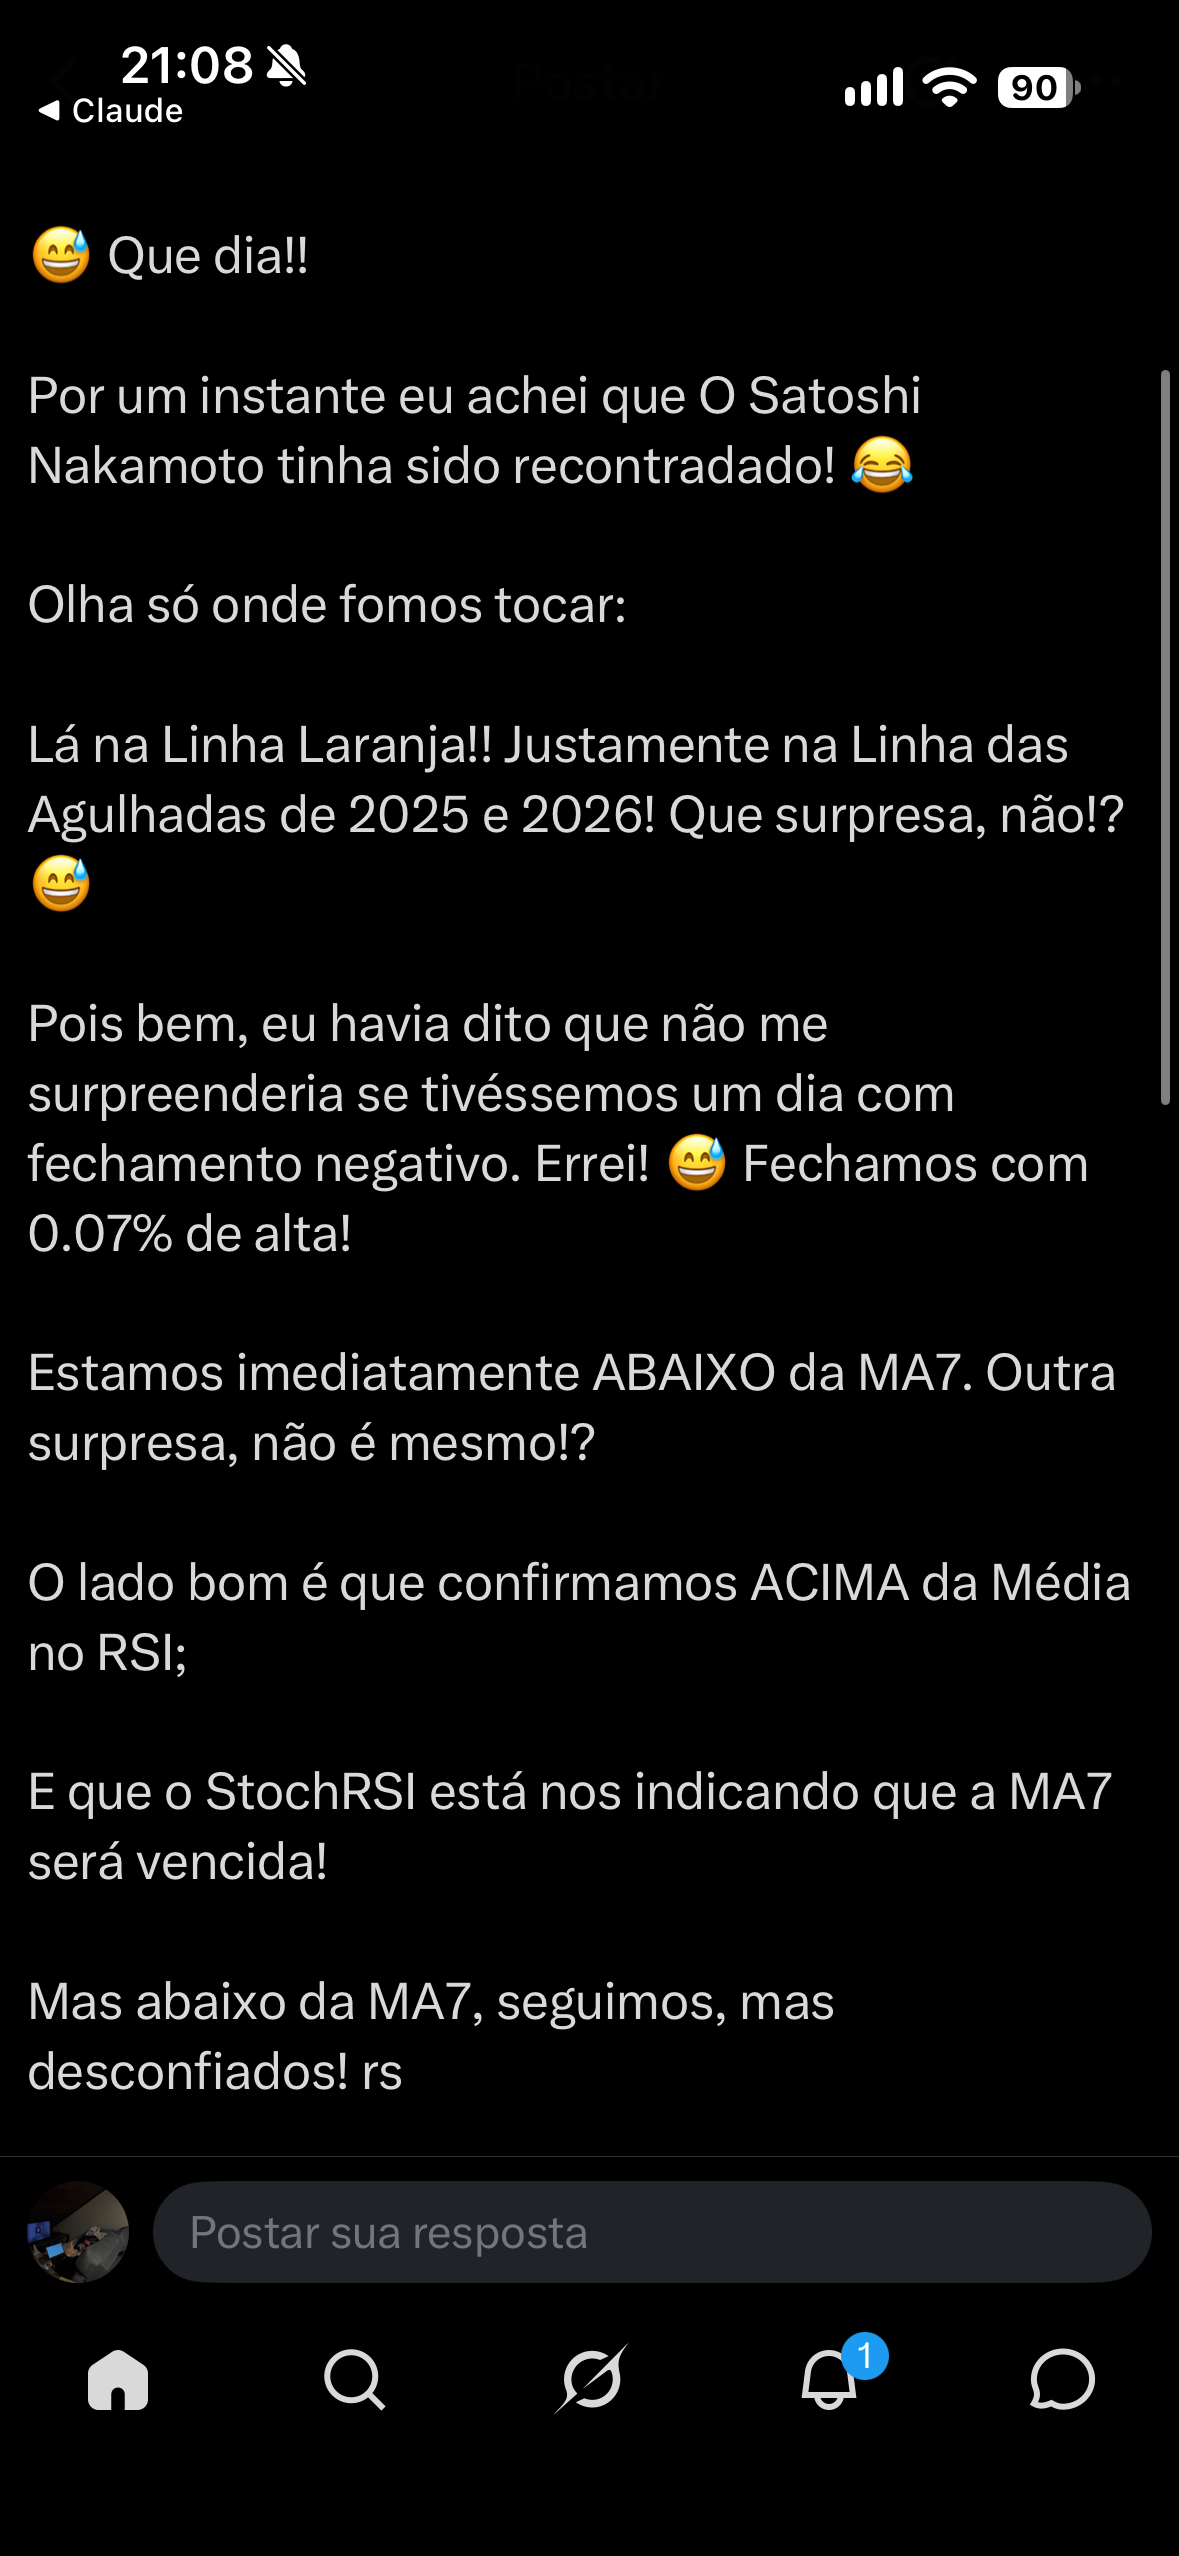 21:08
Postar
◀ Claude
90
😅 Que dia!!
Por um instante eu achei que O Satoshi
Nakamoto tinha sido recontradado! 😂
Olha só onde fomos tocar:
Lá na Linha Laranja!! Justamente na Linha das
Agulhadas de 2025 e 2026! Que surpresa, não!?
😅
Pois bem, eu havia dito que não me
surpreenderia se tivéssemos um dia com
fechamento negativo. Errei! 😅 Fechamos com
0.07% de alta!
Estamos imediatamente ABAIXO da MA7. Outra
surpresa, não é mesmo!?
O lado bom é que confirmamos ACIMA da Média
no RSI;
E que o StochRSI está nos indicando que a MA7
será vencida!
Mas abaixo da MA7, seguimos, mas
desconfiados! rs
Postar sua resposta
1